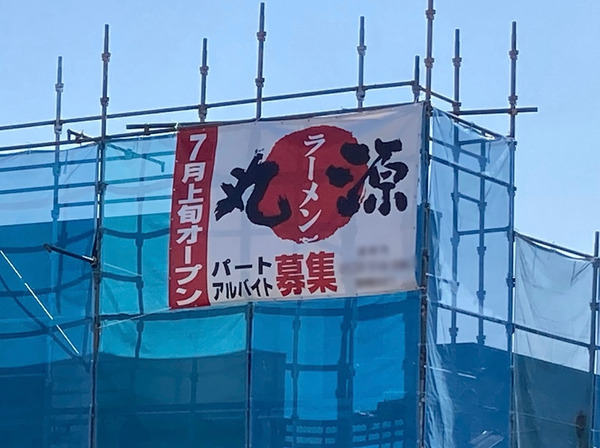 7月上旬オープン
丸源
ラーメン
パート
アルバイト
募集